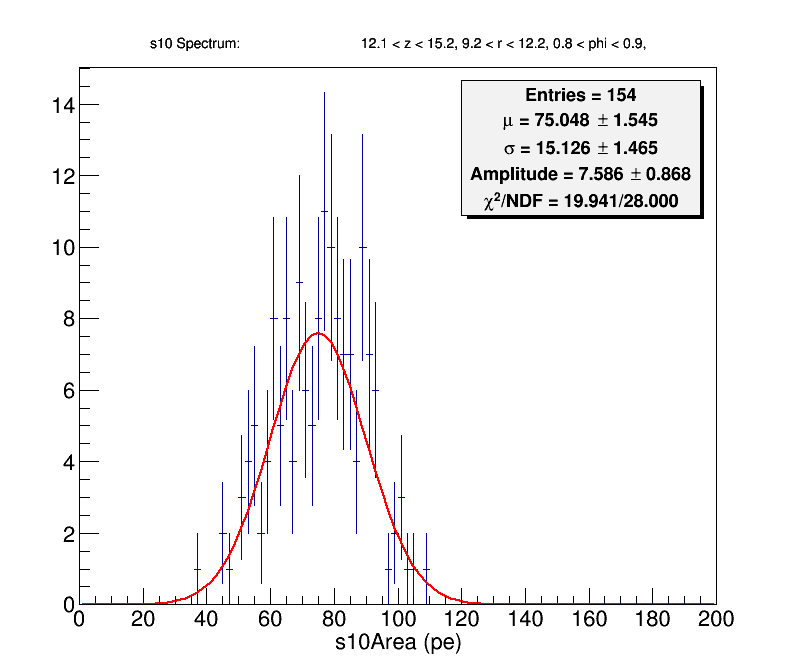 s10 Spectrum: 12.1 < z < 15.2, 9.2 < r < 12.2, 0.8 < phi < 0.9,
Entries = 154
μ = 75.048 ± 1.545
σ = 15.126 ± 1.465
Amplitude = 7.586 ± 0.868
χ²/NDF = 19.941/28.000
14
12
10
8
6
4
2
0
0 20 40 60 80 100 120 140 160 180 200
s10Area (pe)